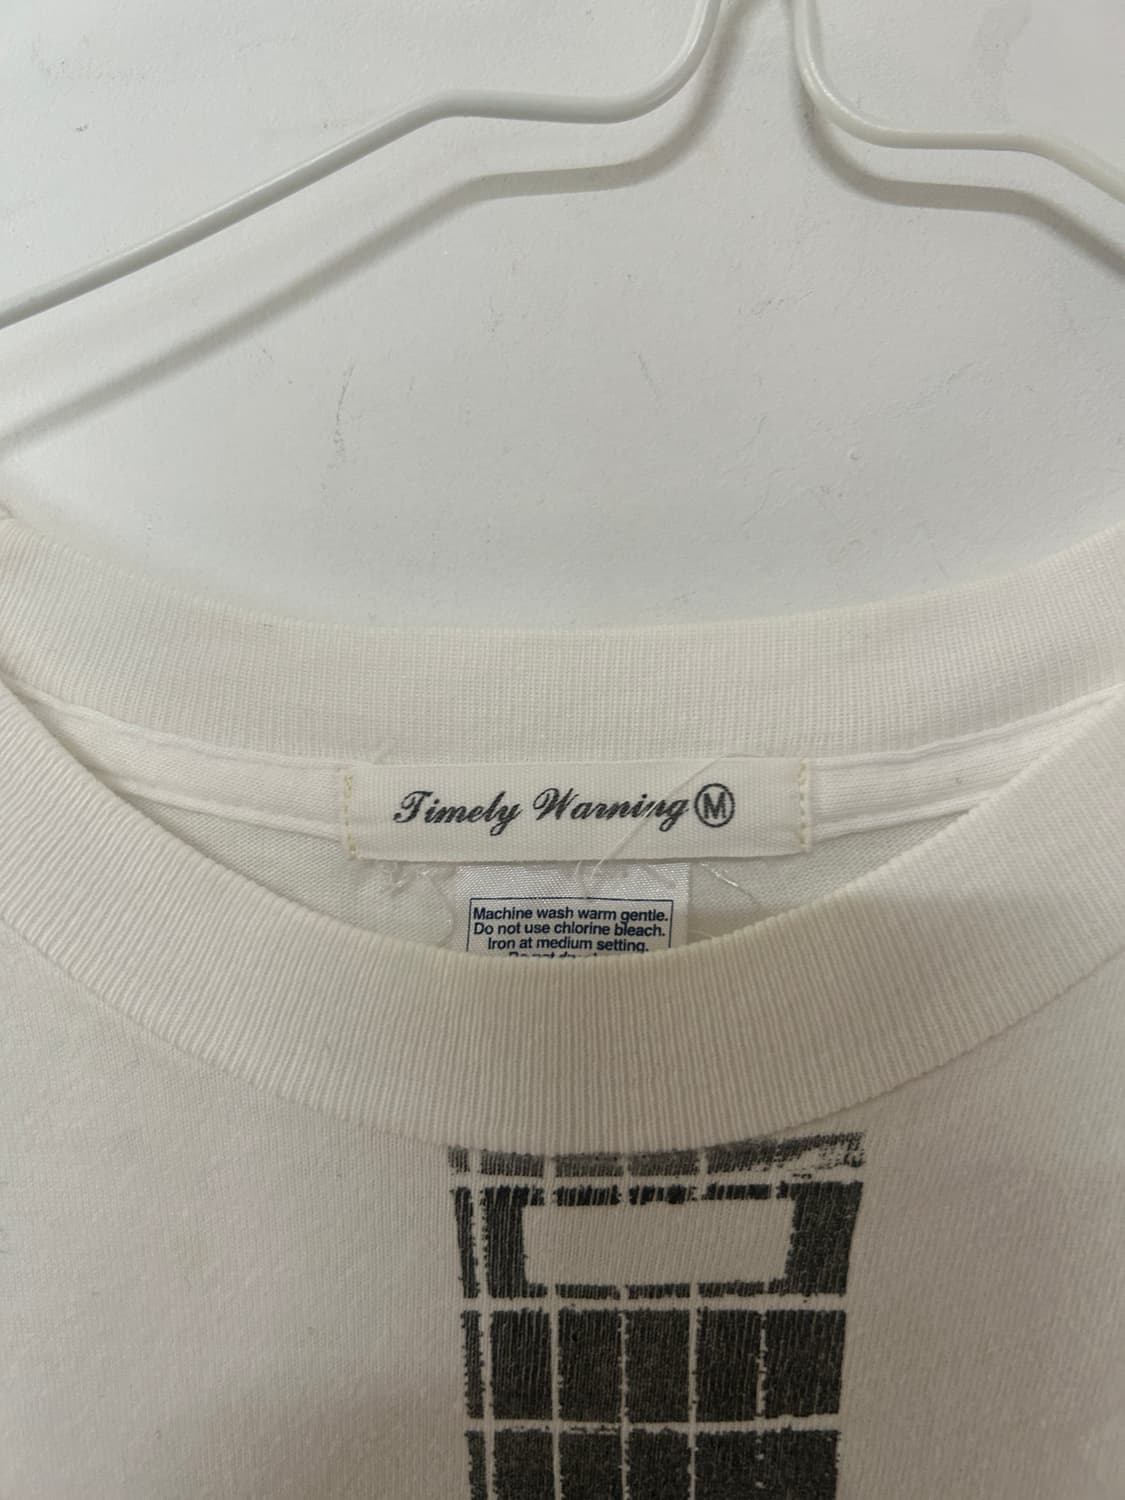 Timely Warning Ⓜ
Machine wash warm gentle.
Do not use chlorine bleach.
Iron at medium setting.